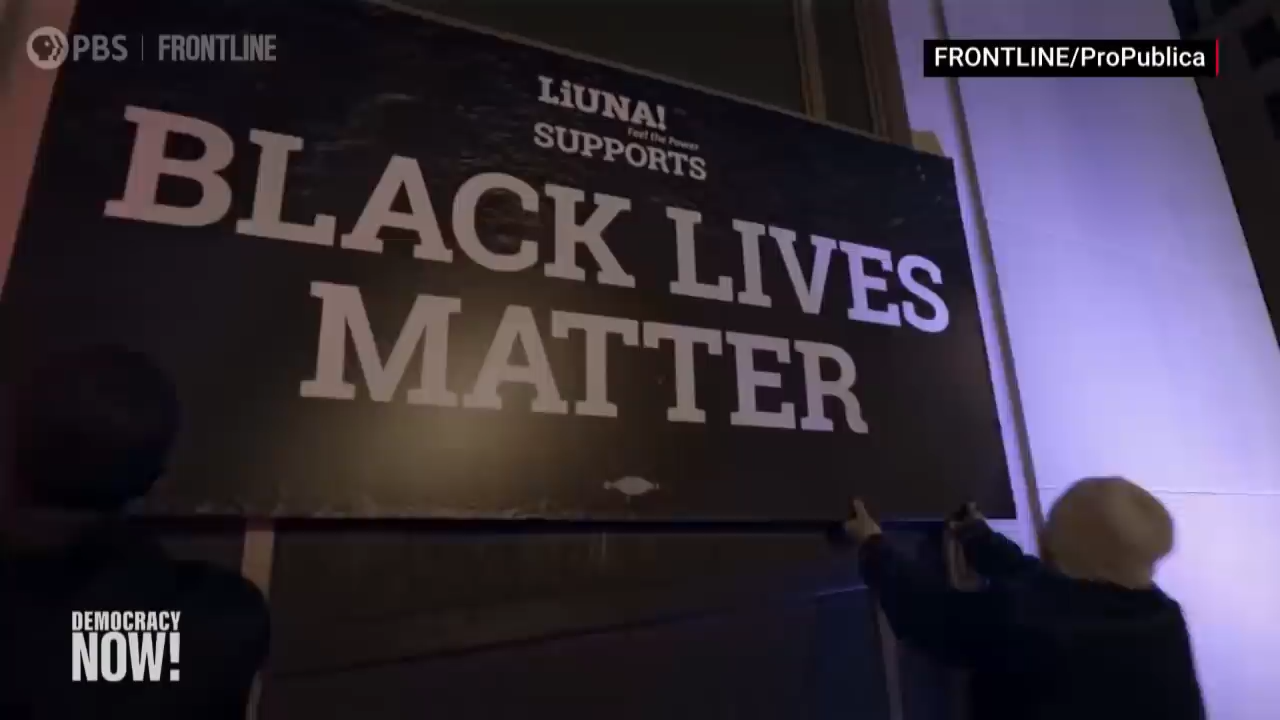 PBS | FRONTLINE
FRONTLINE/ProPublica
LiUNA!
Feel the Power
SUPPORTS
BLACK LIVES
MATTER
DEMOCRACY
NOW!